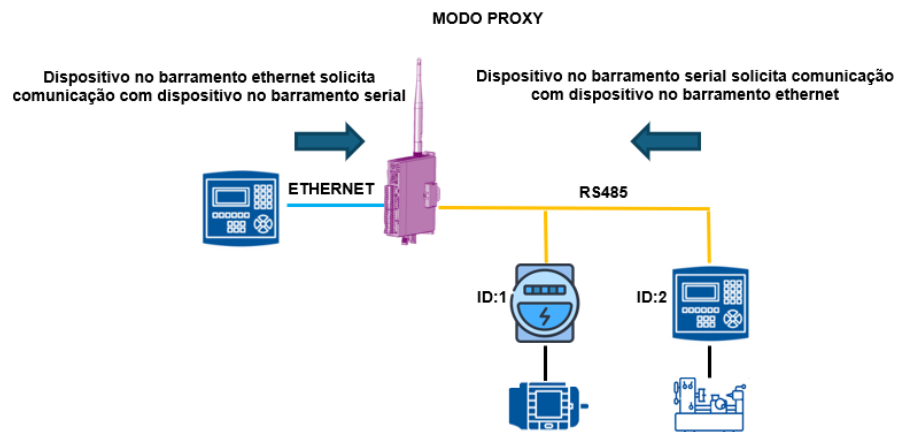 MODO PROXY
Dispositivo no barramento ethernet solicita
comunicação com dispositivo no barramento serial
Dispositivo no barramento serial solicita comunicação
com dispositivo no barramento ethernet
ETHERNET
RS485
ID:1
ID:2